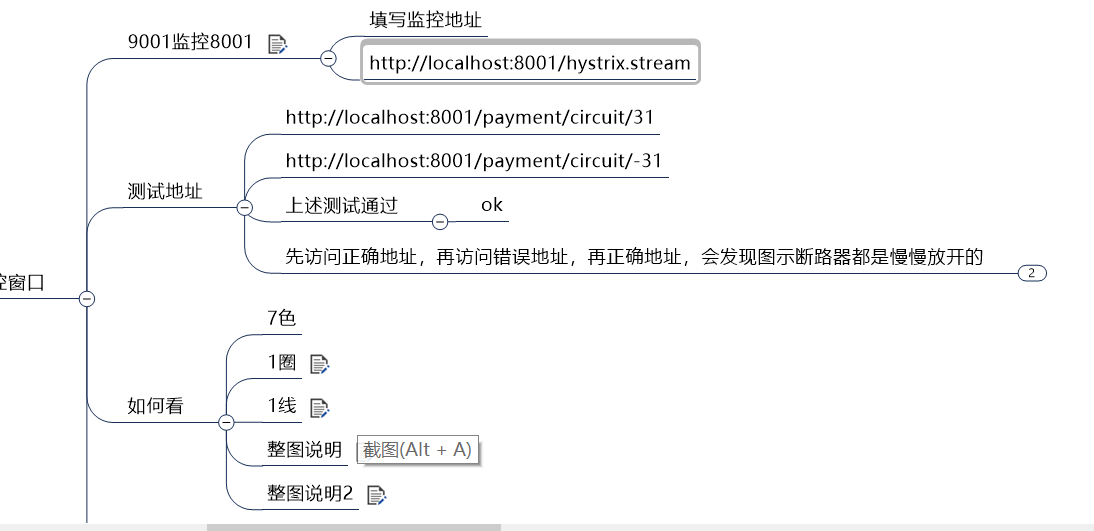 填写监控地址
9001监控8001
http://localhost:8001/hystrix.stream
http://localhost:8001/payment/circuit/31
http://localhost:8001/payment/circuit/-31
测试地址
上述测试通过
ok
先访问正确地址，再访问错误地址，再正确地址，会发现图示断路器都是慢慢放开的
2
控窗口
7色
1圈
如何看
1线
整图说明
截图(Alt + A)
整图说明2